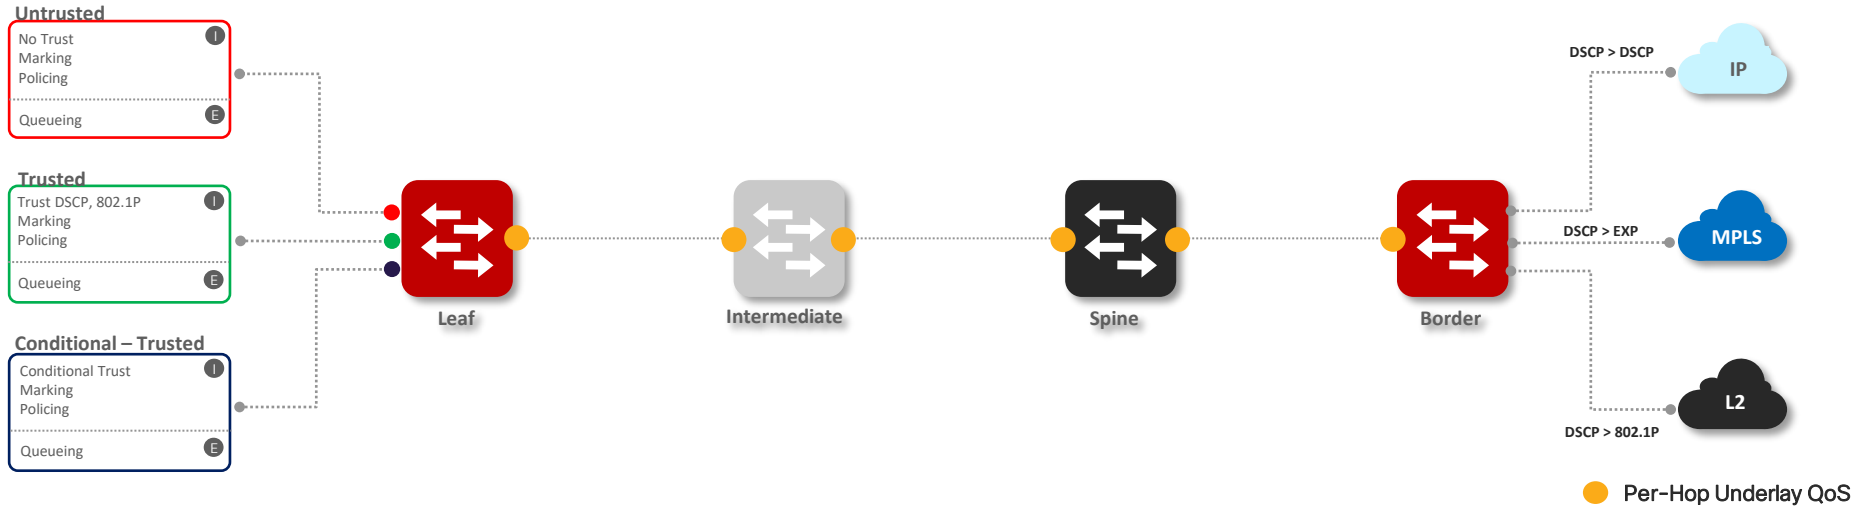 Untrusted
No Trust
Marking
Policing
I
Queueing
E
Trusted
Trust DSCP, 802.1P
Marking
Policing
I
Queueing
E
Conditional – Trusted
Conditional Trust
Marking
Policing
I
Queueing
E
Leaf
Intermediate
Spine
Border
DSCP > DSCP
IP
DSCP > EXP
MPLS
DSCP > 802.1P
L2
Per-Hop Underlay QoS